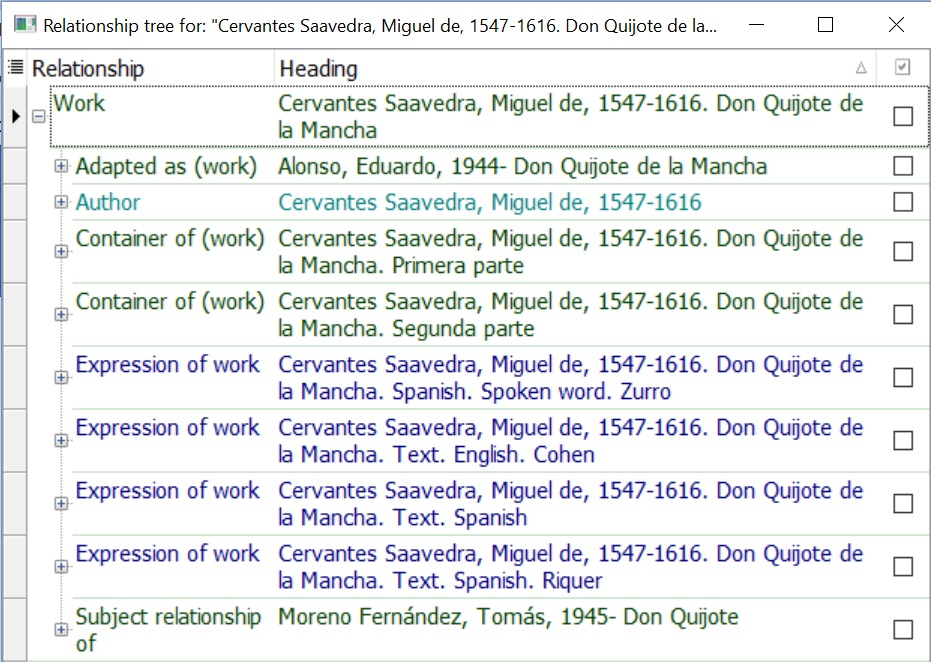 Relationship tree for: "Cervantes Saavedra, Miguel de, 1547-1616. Don Quijote de la...
Relationship Heading
Work Cervantes Saavedra, Miguel de, 1547-1616. Don Quijote de
la Mancha
Adapted as (work) Alonso, Eduardo, 1944- Don Quijote de la Mancha
Author Cervantes Saavedra, Miguel de, 1547-1616
Container of (work) Cervantes Saavedra, Miguel de, 1547-1616. Don Quijote de
la Mancha. Primera parte
Container of (work) Cervantes Saavedra, Miguel de, 1547-1616. Don Quijote de
la Mancha. Segunda parte
Expression of work Cervantes Saavedra, Miguel de, 1547-1616. Don Quijote de
la Mancha. Spanish. Spoken word. Zurro
Expression of work Cervantes Saavedra, Miguel de, 1547-1616. Don Quijote de
la Mancha. Text. English. Cohen
Expression of work Cervantes Saavedra, Miguel de, 1547-1616. Don Quijote de
la Mancha. Text. Spanish
Expression of work Cervantes Saavedra, Miguel de, 1547-1616. Don Quijote de
la Mancha. Text. Spanish. Riquer
Subject relationship Moreno Fernández, Tomás, 1945- Don Quijote
of